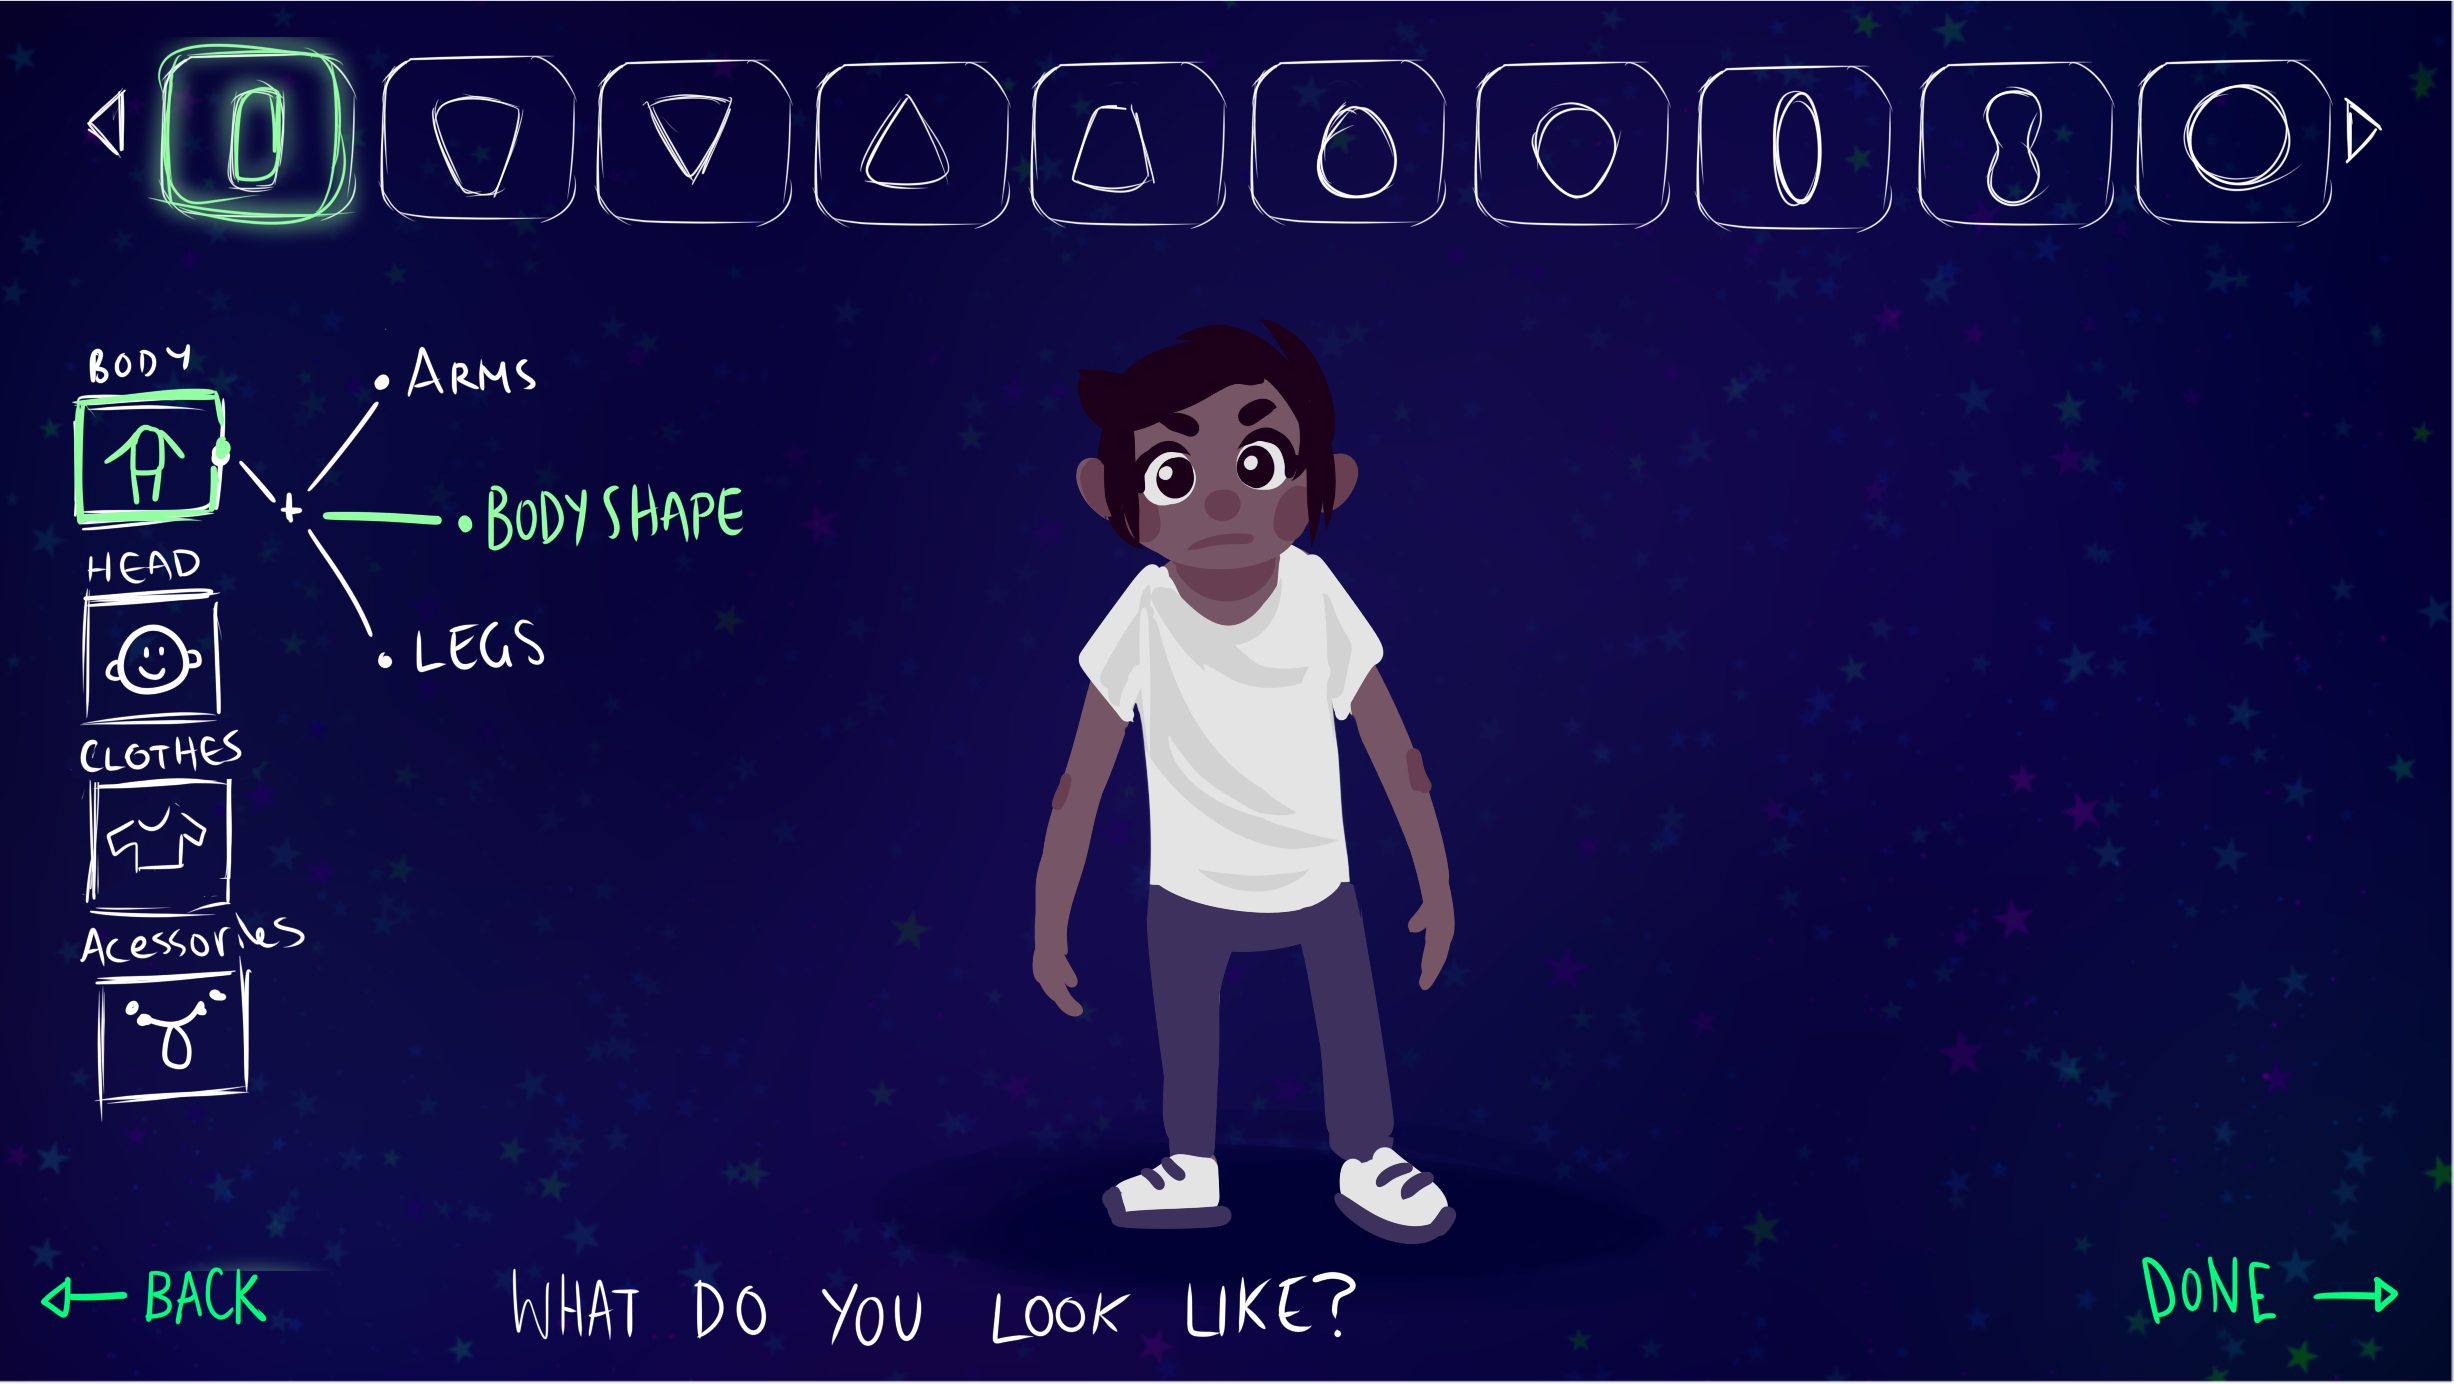 BODY
ARMS
BODY SHAPE
HEAD
LEGS
CLOTHES
Acessories
BACK
WHAT DO YOU LOOK LIKE?
DONE